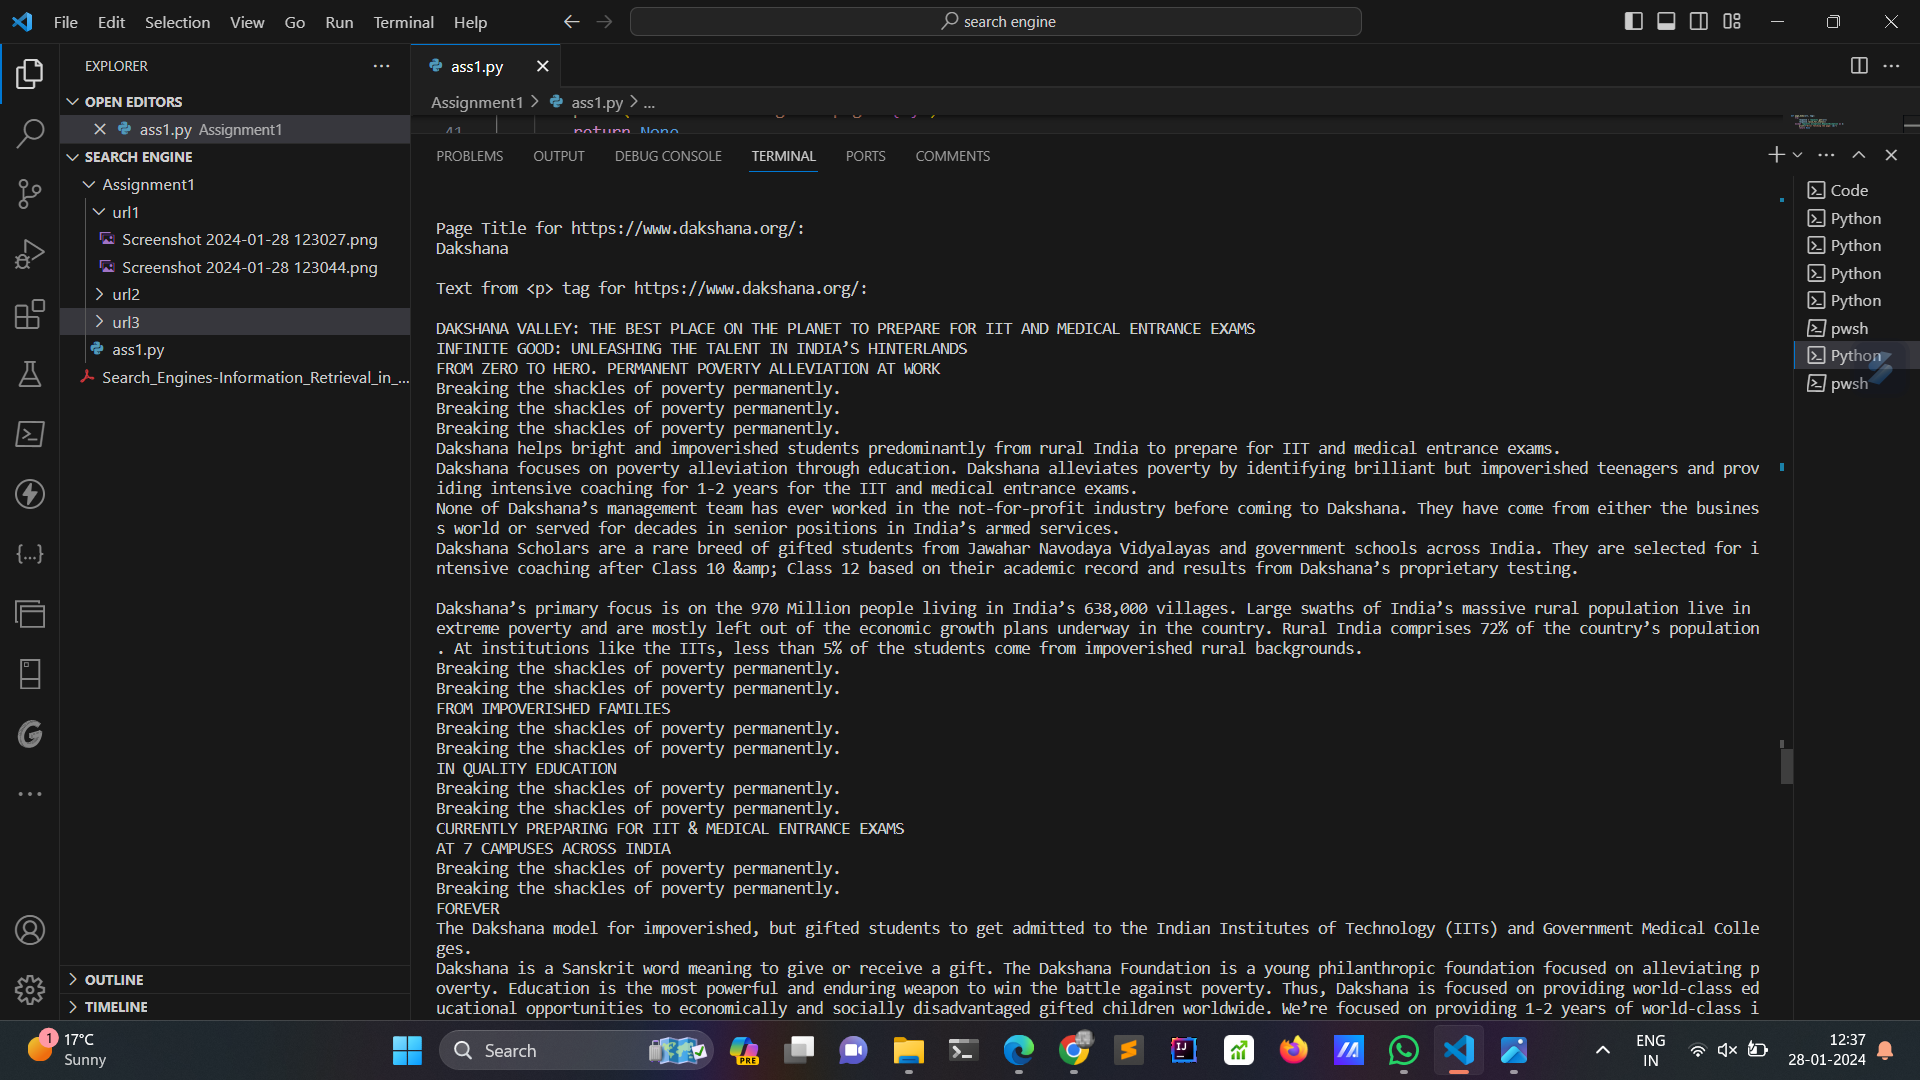 File Edit Selection View Go Run Terminal Help
search engine
EXPLORER
OPEN EDITORS
ass1.py Assignment1
SEARCH ENGINE
Assignment1
url1
Screenshot 2024-01-28 123027.png
Screenshot 2024-01-28 123044.png
url2
url3
ass1.py
Search_Engines-Information_Retrieval_in_...
OUTLINE
TIMELINE
ass1.py
Assignment1 > ass1.py > ...
41 return None
PROBLEMS OUTPUT DEBUG CONSOLE TERMINAL PORTS COMMENTS
Page Title for https://www.dakshana.org/:
Dakshana
Text from <p> tag for https://www.dakshana.org/:
DAKSHANA VALLEY: THE BEST PLACE ON THE PLANET TO PREPARE FOR IIT AND MEDICAL ENTRANCE EXAMS
INFINITE GOOD: UNLEASHING THE TALENT IN INDIA’S HINTERLANDS
FROM ZERO TO HERO. PERMANENT POVERTY ALLEVIATION AT WORK
Breaking the shackles of poverty permanently.
Breaking the shackles of poverty permanently.
Breaking the shackles of poverty permanently.
Dakshana helps bright and impoverished students predominantly from rural India to prepare for IIT and medical entrance exams.
Dakshana focuses on poverty alleviation through education. Dakshana alleviates poverty by identifying brilliant but impoverished teenagers and prov
iding intensive coaching for 1-2 years for the IIT and medical entrance exams.
None of Dakshana’s management team has ever worked in the not-for-profit industry before coming to Dakshana. They have come from either the busines
s world or served for decades in senior positions in India’s armed services.
Dakshana Scholars are a rare breed of gifted students from Jawahar Navodaya Vidyalayas and government schools across India. They are selected for i
ntensive coaching after Class 10 &amp; Class 12 based on their academic record and results from Dakshana’s proprietary testing.
Dakshana’s primary focus is on the 970 Million people living in India’s 638,000 villages. Large swaths of India’s massive rural population live in
extreme poverty and are mostly left out of the economic growth plans underway in the country. Rural India comprises 72% of the country’s population
. At institutions like the IITs, less than 5% of the students come from impoverished rural backgrounds.
Breaking the shackles of poverty permanently.
Breaking the shackles of poverty permanently.
FROM IMPOVERISHED FAMILIES
Breaking the shackles of poverty permanently.
Breaking the shackles of poverty permanently.
IN QUALITY EDUCATION
Breaking the shackles of poverty permanently.
Breaking the shackles of poverty permanently.
CURRENTLY PREPARING FOR IIT & MEDICAL ENTRANCE EXAMS
AT 7 CAMPUSES ACROSS INDIA
Breaking the shackles of poverty permanently.
Breaking the shackles of poverty permanently.
FOREVER
The Dakshana model for impoverished, but gifted students to get admitted to the Indian Institutes of Technology (IITs) and Government Medical Colle
ges.
Dakshana is a Sanskrit word meaning to give or receive a gift. The Dakshana Foundation is a young philanthropic foundation focused on alleviating p
overty. Education is the most powerful and enduring weapon to win the battle against poverty. Thus, Dakshana is focused on providing world-class ed
ucational opportunities to economically and socially disadvantaged gifted children worldwide. We’re focused on providing 1-2 years of world-class i
Code
Python
Python
Python
Python
pwsh
Python
pwsh
1
17°C
Sunny
Search
PRE
IJ
ENG
IN
12:37
28-01-2024